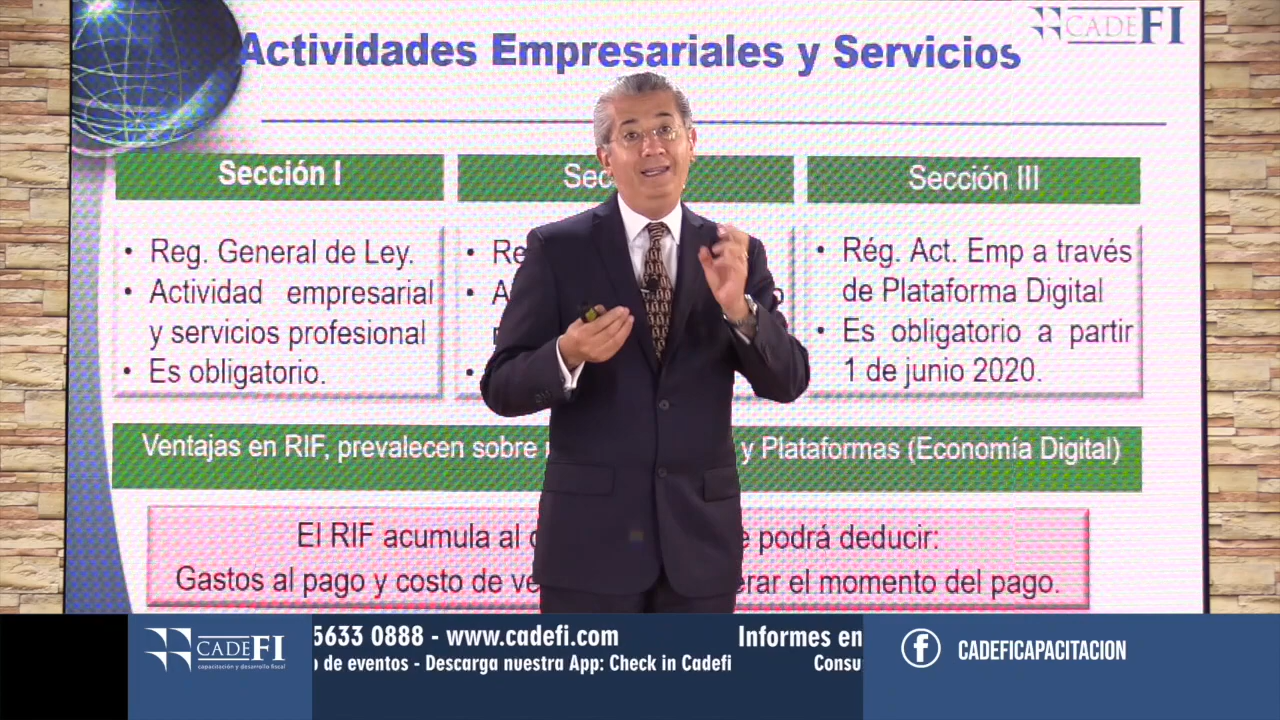 CADEFI
Actividades Empresariales y Servicios
Sección I
Sec
Sección III
• Reg. General de Ley.
• Actividad empresarial
y servicios profesional
• Es obligatorio.
• Re
• A
•
• Rég. Act. Emp a través
de Plataforma Digital
• Es obligatorio a partir
1 de junio 2020.
Ventajas en RIF, prevalecen sobre y Plataformas (Economía Digital)
El RIF acumula al podrá deducir:
Gastos al pago y costo de ve erar el momento del pago.
CADEFI
capacitación y desarrollo fiscal
5633 0888 - www.cadefi.com Informes en
o de eventos - Descarga nuestra App: Check in Cadefi Consu
f CADEFICAPACITACION